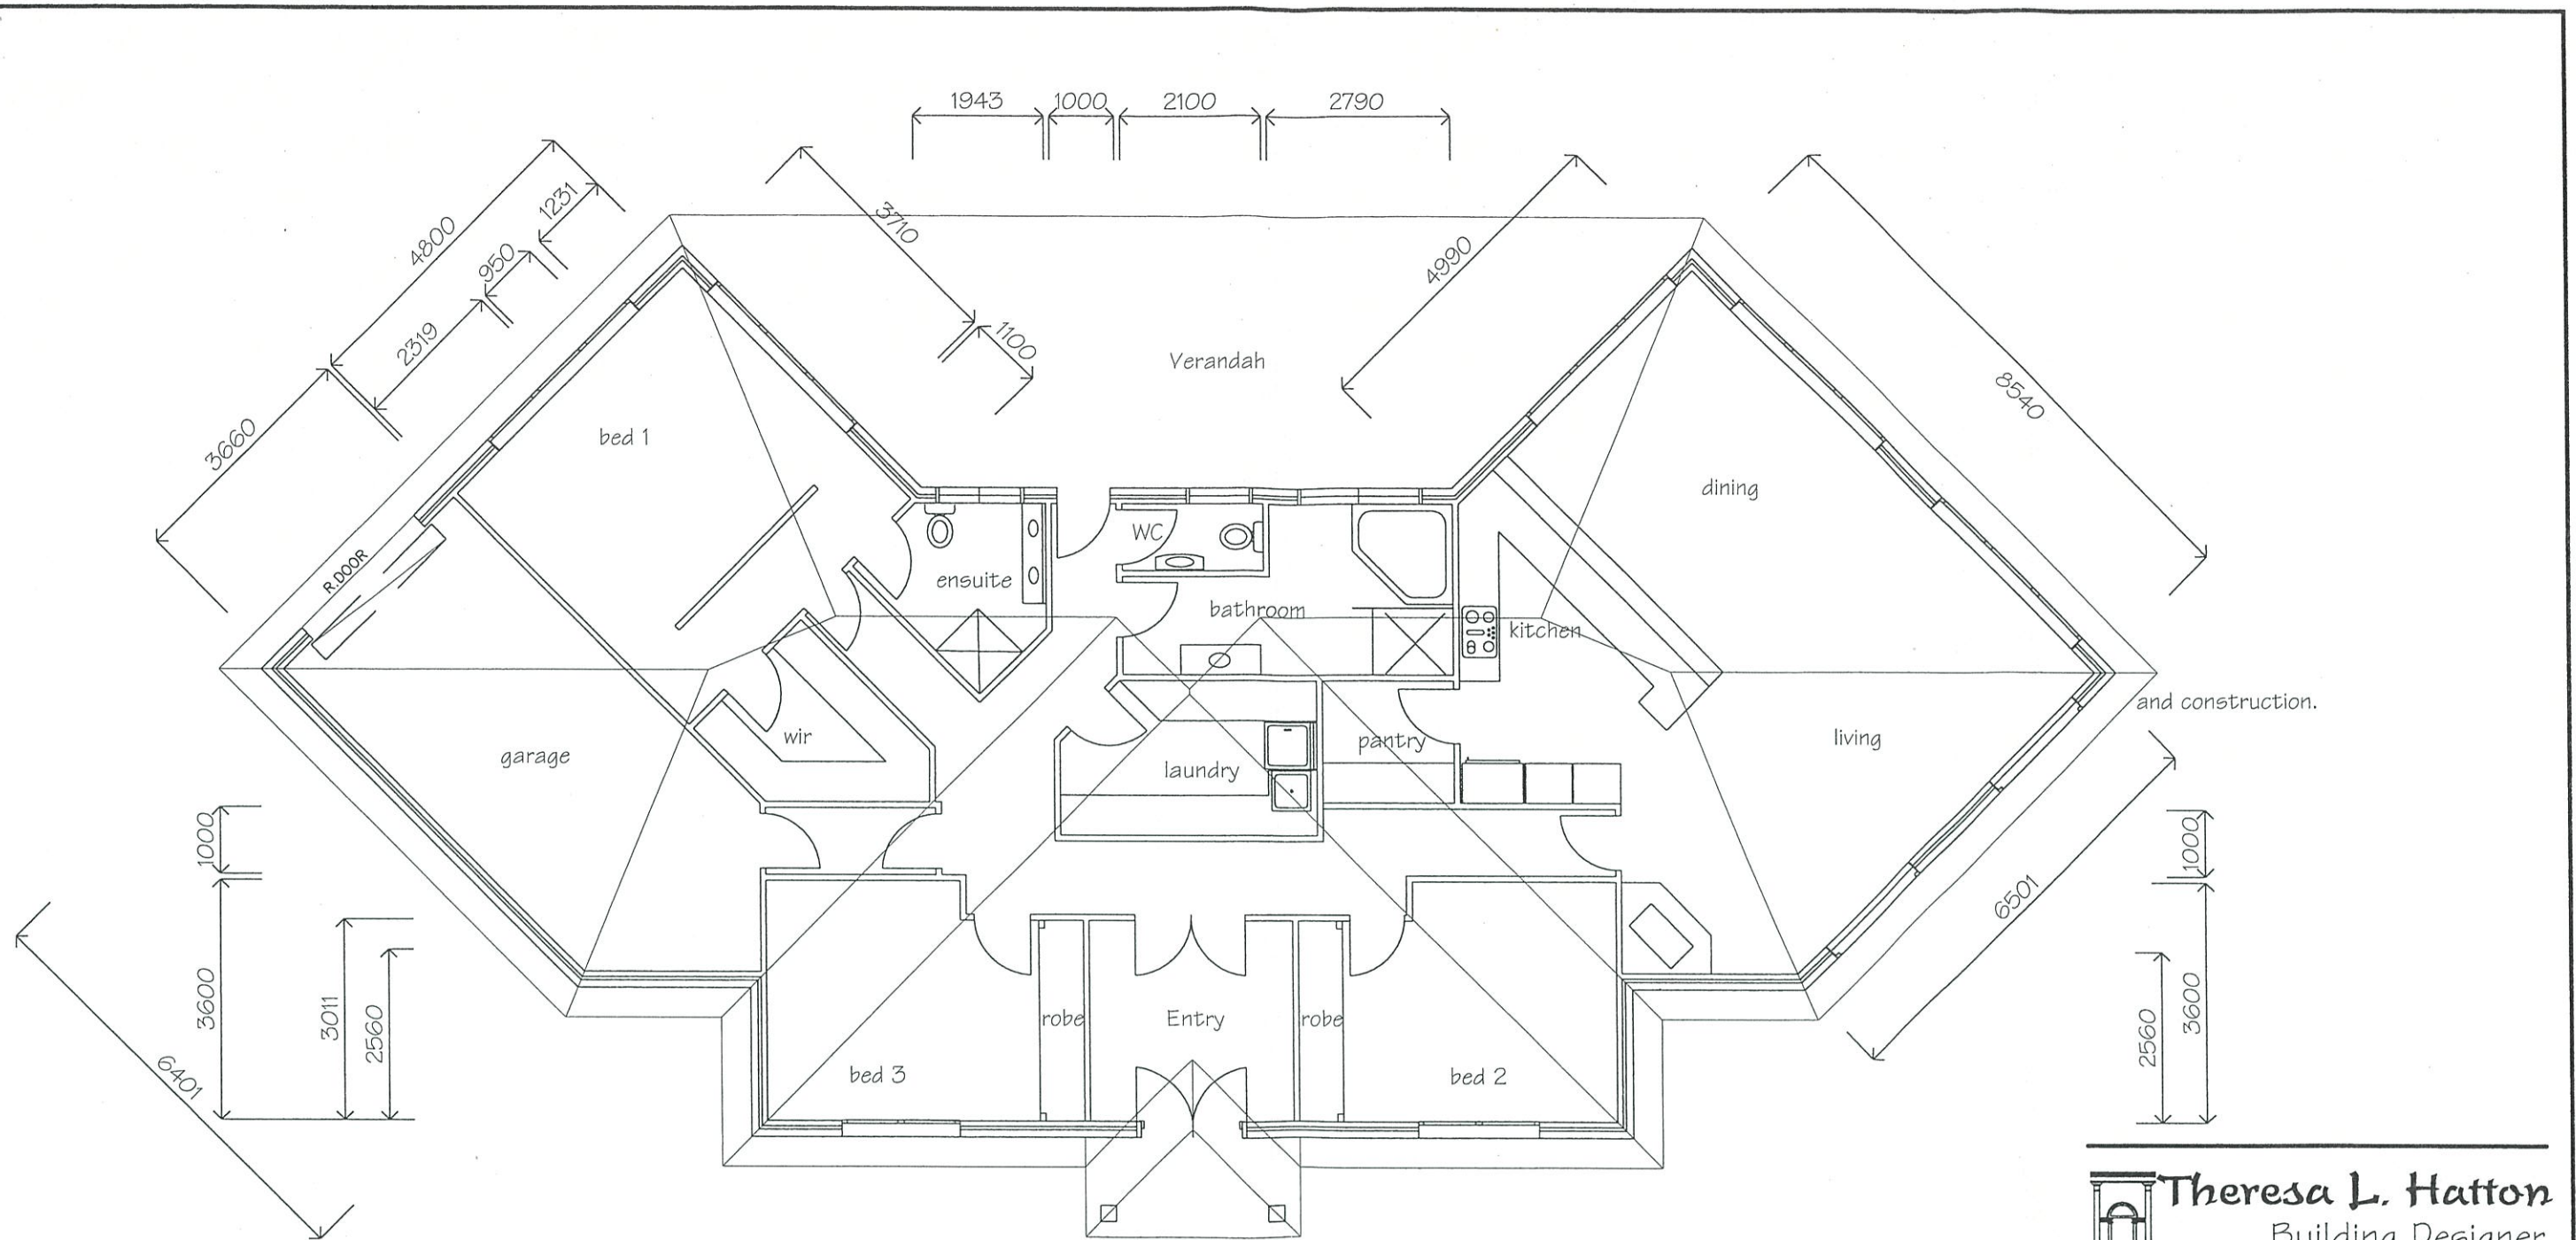 1943 1000 2100 2790
4800
1231
950
2319
3660
3710
1100
4990
8540
Verandah
bed 1
dining
R.DOOR
WC
ensuite
bathroom
kitchen
and construction.
wir
garage
laundry
pantry
living
1000
3600
3011
2560
6401
6501
1000
3600
2560
robe
Entry
robe
bed 3
bed 2
Theresa L. Hatton
Building Designer